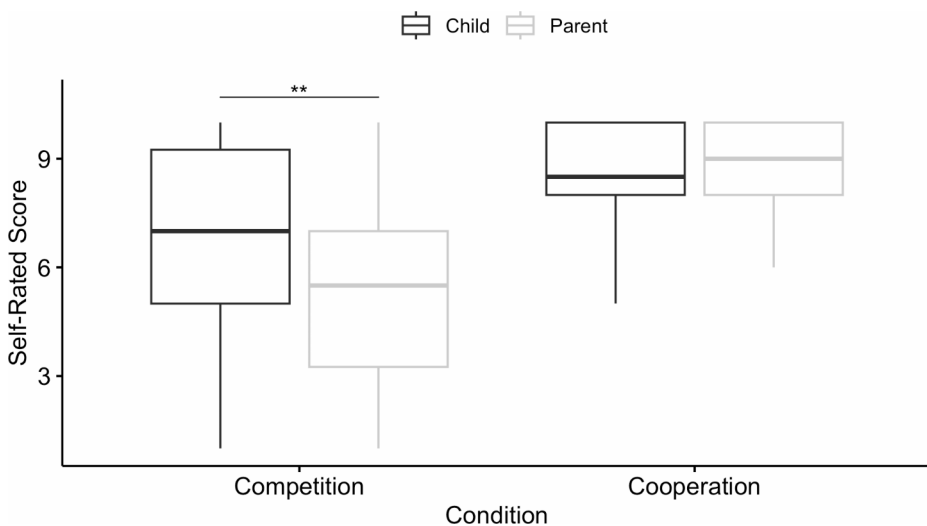 Child Parent
**
9
6
3
Self-Rated Score
Competition Cooperation
Condition